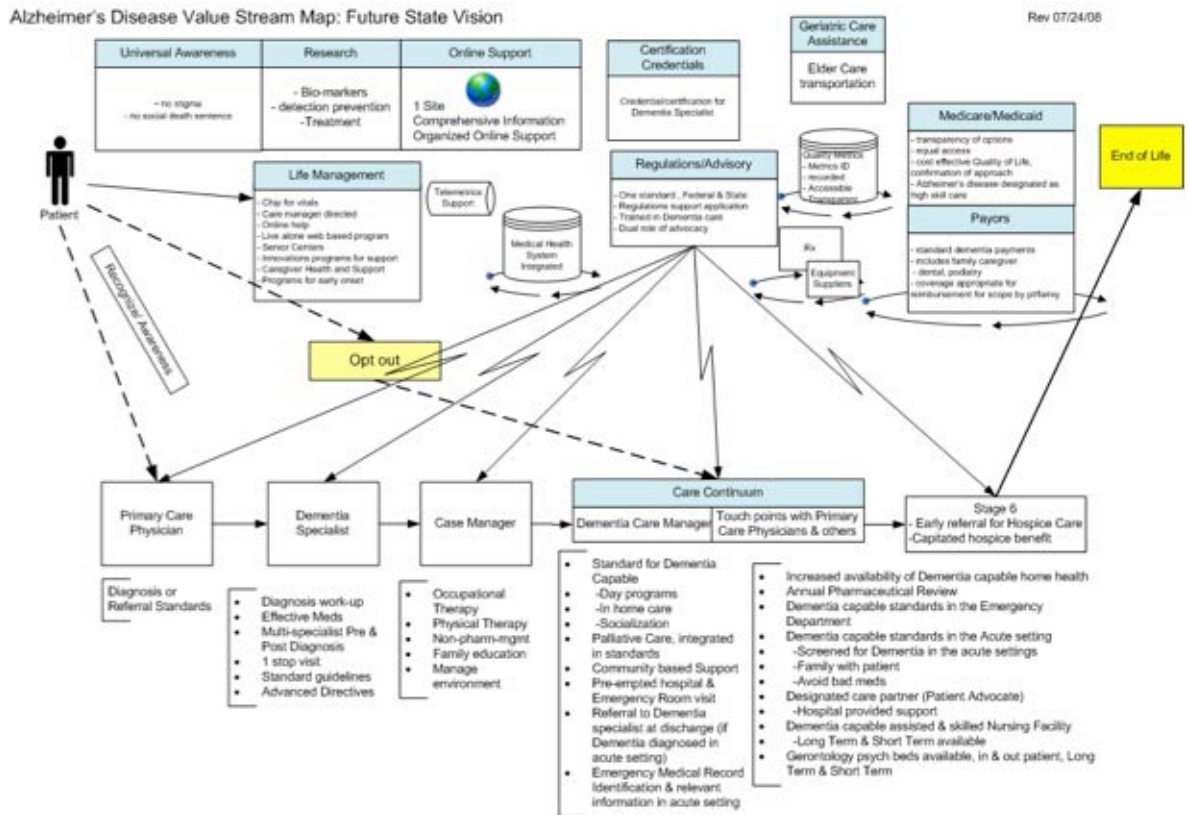 Alzheimer's Disease Value Stream Map: Future State Vision
Rev 07/24/08
Universal Awareness
- no stigma
- no social death sentence
Research
- Bio-markers
- detection prevention
-Treatment
Online Support
1 Site
Comprehensive Information
Organized Online Support
Certification
Credentials
Credential/certification for
Dementia Specialist
Geriatric Care
Assistance
Elder Care
transportation
Patient
Life Management
- Chip for vitals
- Care manager directed
- Online help
- Live alone web based program
- Senior Centers
- Innovations programs for support
- Caregiver Health and Support
- Programs for early onset
Telemetrics
Support
Medical Health
System
Integrated
Regulations/Advisory
- One standard , Federal & State
- Regulations support application
- Trained in Dementia care
- Dual role of advocacy
Quality Metrics
- Metrics ID
- recorded
- Accessible
- Transparent
Rx
Equipment
Suppliers
Medicare/Medicaid
- transparency of options
- equal access
- cost effective Quality of Life,
confirmation of approach
- Alzheimer's disease designated as
high skill care
Payors
- standard dementia payments
- includes family caregiver
- dental, podiatry
- coverage appropriate for
reimbursement for scope by
End of Life
Recognize/ Awareness
Opt out
Primary Care
Physician
Dementia
Specialist
Case Manager
Care Continuum
Dementia Care Manager
Touch points with Primary
Care Physicians & others
Stage 6
- Early referral for Hospice Care
-Capitated hospice benefit
Diagnosis or
Referral Standards
• Diagnosis work-up
• Effective Meds
• Multi-specialist Pre &
Post Diagnosis
• 1 stop visit
• Standard guidelines
• Advanced Directives
• Occupational
Therapy
• Physical Therapy
• Non-pharm-mgmt
• Family education
• Manage
environment
• Standard for Dementia
Capable
• -Day programs
• -In home care
• -Socialization
• Palliative Care, integrated
in standards
• Community based Support
• Pre-empted hospital &
Emergency Room visit
• Referral to Dementia
specialist at discharge (if
Dementia diagnosed in
acute setting)
• Emergency Medical Record
Identification & relevant
information in acute setting
• Increased availability of Dementia capable home health
• Annual Pharmaceutical Review
• Dementia capable standards in the Emergency
Department
• Dementia capable standards in the Acute setting
• -Screened for Dementia in the acute settings
• -Family with patient
• -Avoid bad meds
• Designated care partner (Patient Advocate)
• -Hospital provided support
• Dementia capable assisted & skilled Nursing Facility
• -Long Term & Short Term available
• Gerontology psych beds available, in & out patient, Long
Term & Short Term